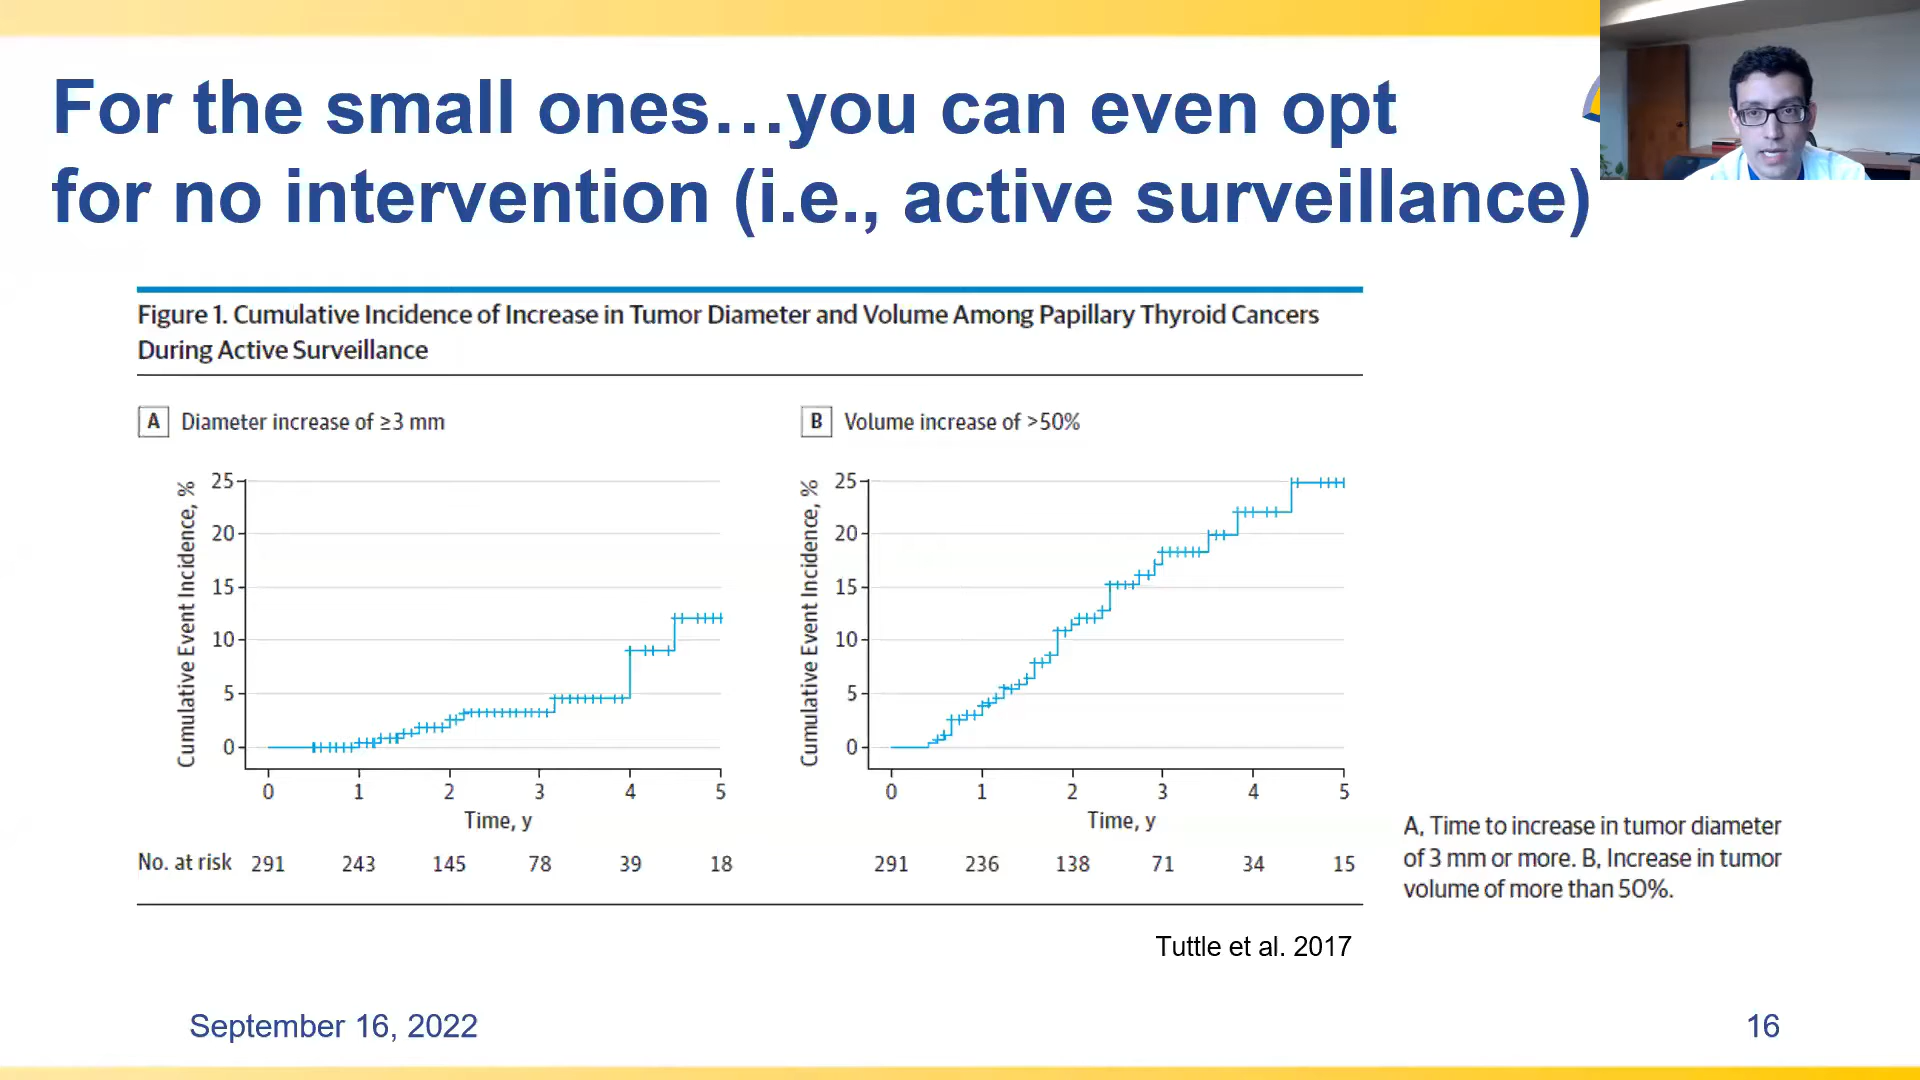 For the small ones…you can even opt
for no intervention (i.e., active surveillance)
Figure 1. Cumulative Incidence of Increase in Tumor Diameter and Volume Among Papillary Thyroid Cancers
During Active Surveillance
A Diameter increase of ≥3 mm
Cumulative Event Incidence, %
25
20
15
10
5
0
0 1 2 3 4 5
Time, y
No. at risk 291 243 145 78 39 18
B Volume increase of >50%
Cumulative Event Incidence, %
25
20
15
10
5
0
0 1 2 3 4 5
Time, y
291 236 138 71 34 15
A, Time to increase in tumor diameter
of 3 mm or more. B, Increase in tumor
volume of more than 50%.
Tuttle et al. 2017
September 16, 2022
16